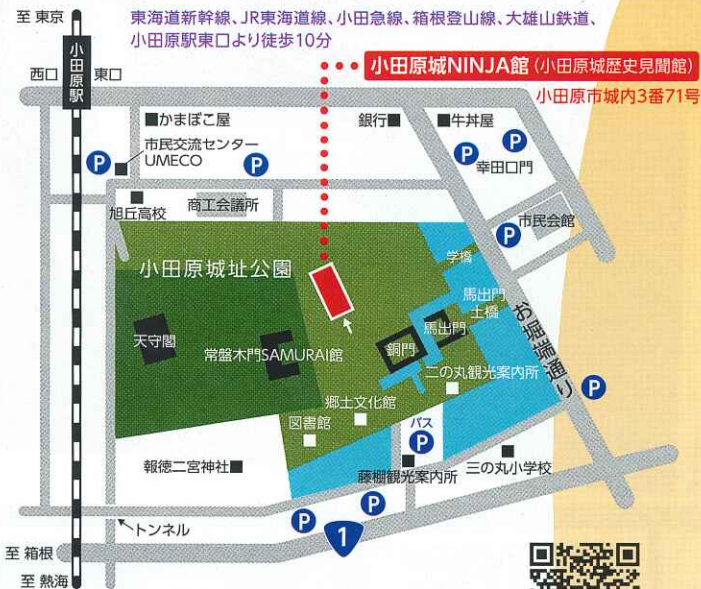 至 東京
東海道新幹線、JR東海道線、小田急線、箱根登山線、大雄山鉄道、
小田原駅東口より徒歩10分
小田原駅
西口
東口
小田原城NINJA館(小田原城歴史見聞館)
小田原市城内3番71号
かまぼこ屋
銀行
牛丼屋
P
市民交流センター
UMECO
P
P
P
幸田口門
旭丘高校
商工会議所
P
市民会館
学橋
小田原城址公園
馬出門
土橋
お堀端通り
天守閣
常盤木門SAMURAI館
銅門
馬出門
二の丸観光案内所
P
郷土文化館
図書館
バス
P
報徳二宮神社
藤棚観光案内所
三の丸小学校
トンネル
P
P
1
至 箱根
至 熱海